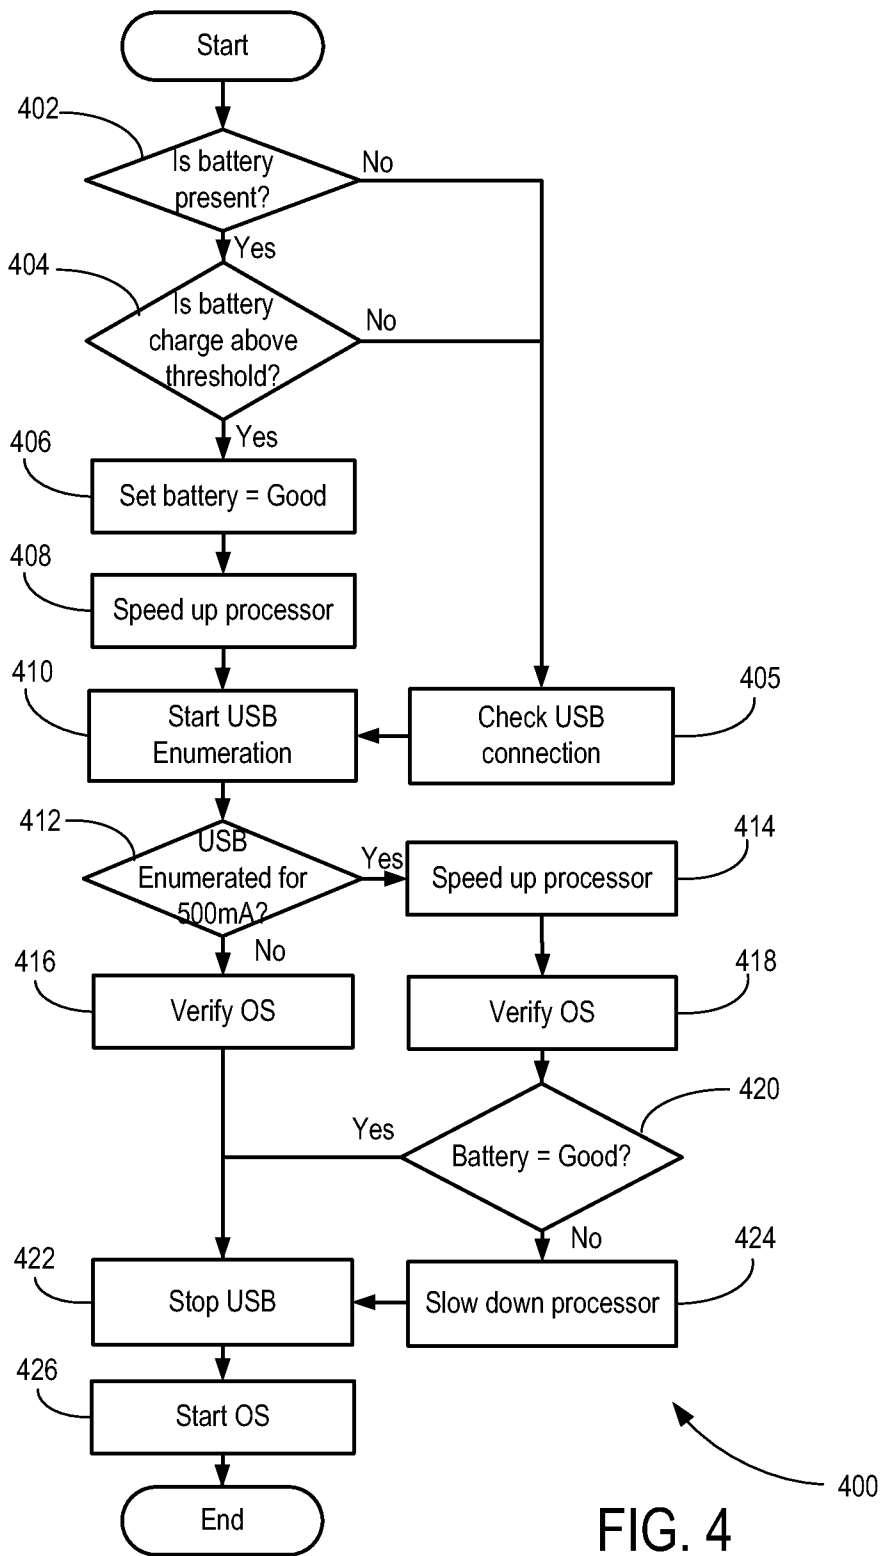 Start
402
Is battery
present?
No
Yes
404
Is battery
charge above
threshold?
No
Yes
406
Set battery = Good
408
Speed up processor
410
Start USB
Enumeration
405
Check USB
connection
412
USB
Enumerated for
500mA?
Yes
414
Speed up processor
No
416
Verify OS
418
Verify OS
420
Battery = Good?
Yes
No
422
Stop USB
424
Slow down processor
426
Start OS
End
400
FIG. 4